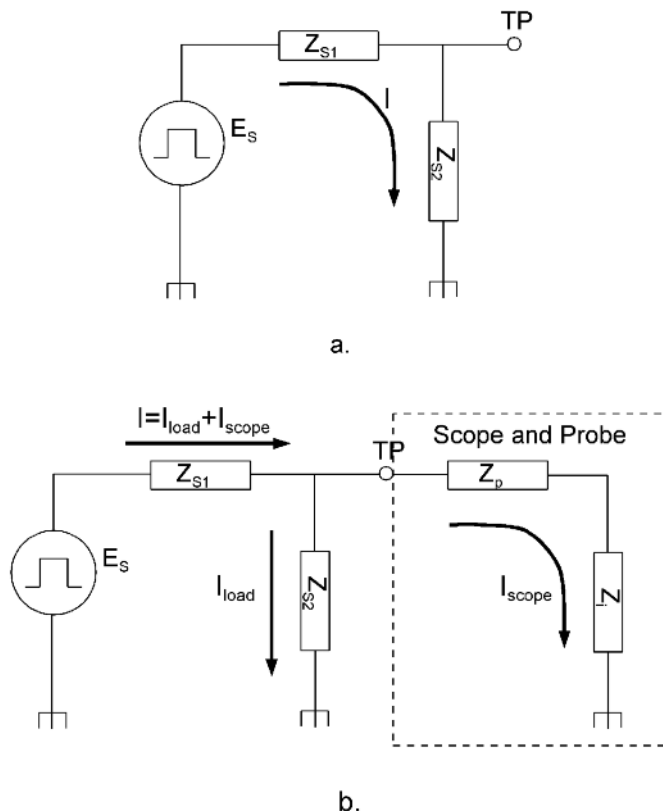 TP
Z_S1
E_S
I
Z_S2
a.
I=I_load+I_scope
Scope and Probe
TP
Z_S1
Z_p
E_S
I_load
Z_S2
I_scope
Z_i
b.